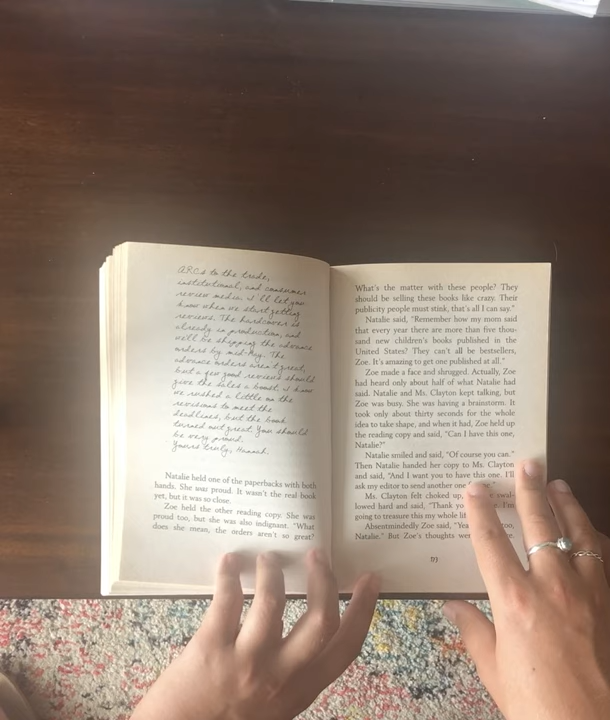 ARCs to the trade,
institutional, and consumer
review media. I'll let you
know when we start getting
reviews. The hardcover is
already in production, and
we'll be shipping the advance
orders by mid-May. The
advance orders aren't great,
but a few good reviews should
give the sales a boost. I know
we rushed a little on the
revisions to meet the
deadlines, but the book
turned out great. You should
be very proud.
Yours truly, Hannah.
Natalie held one of the paperbacks with both
hands. She was proud. It wasn't the real book
yet, but it was so close.
Zoe held the other reading copy. She was
proud too, but she was also indignant. "What
does she mean, the orders aren't so great?
What's the matter with these people? They
should be selling these books like crazy. Their
publicity people must stink, that's all I can say."
Natalie said, "Remember how my mom said
that every year there are more than five thou-
sand new children's books published in the
United States? They can't all be bestsellers,
Zoe. It's amazing to get one published at all."
Zoe made a face and shrugged. Actually, Zoe
had heard only about half of what Natalie had
said. Natalie and Ms. Clayton kept talking, but
Zoe was busy. She was having a brainstorm. It
took only about thirty seconds for the whole
idea to take shape, and when it had, Zoe held up
the reading copy and said, "Can I have this one,
Natalie?"
Natalie smiled and said, "Of course you can."
Then Natalie handed her copy to Ms. Clayton
and said, "And I want you to have this one. I'll
ask my editor to send another one
Ms. Clayton felt choked up, swal-
lowed hard and said, "Thank I'm
going to treasure this my whole
Absentmindedly Zoe said, too,
Natalie." But Zoe's thoughts
173